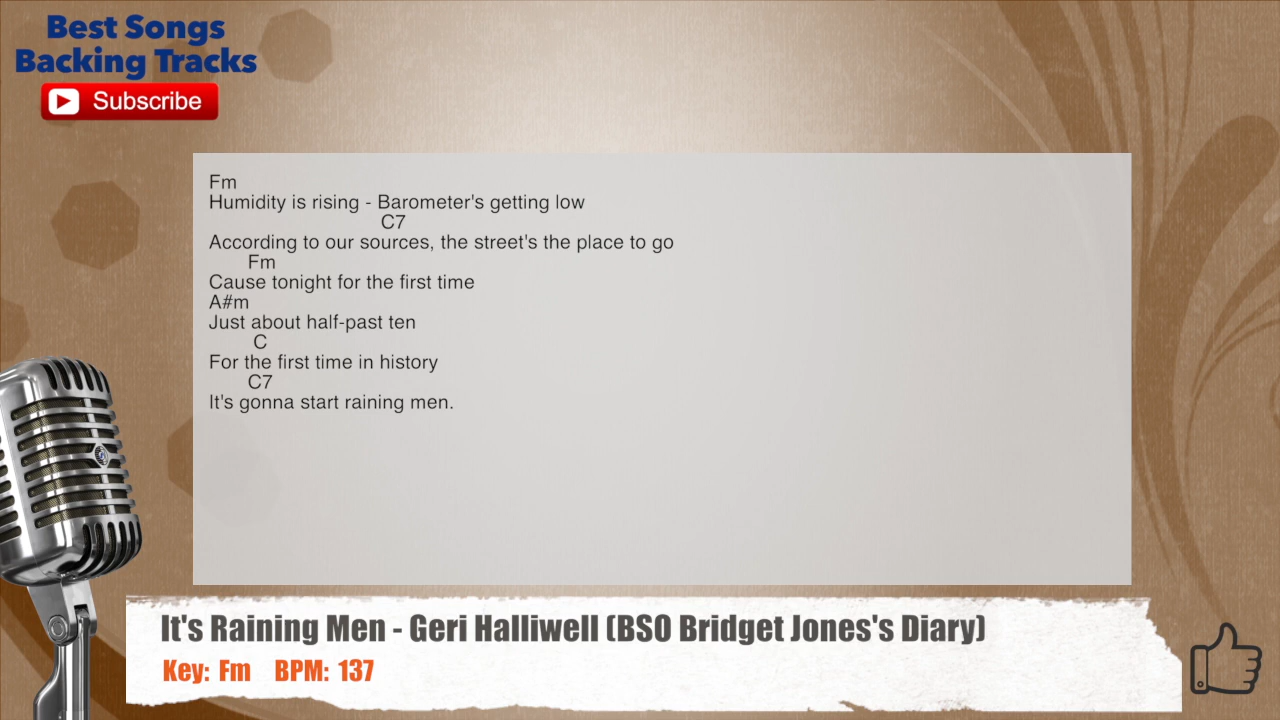 Best Songs
Backing Tracks
Subscribe
Fm
Humidity is rising - Barometer's getting low
C7
According to our sources, the street's the place to go
Fm
Cause tonight for the first time
A#m
Just about half-past ten
C
For the first time in history
C7
It's gonna start raining men.
It's Raining Men - Geri Halliwell (BSO Bridget Jones's Diary)
Key: Fm BPM: 137